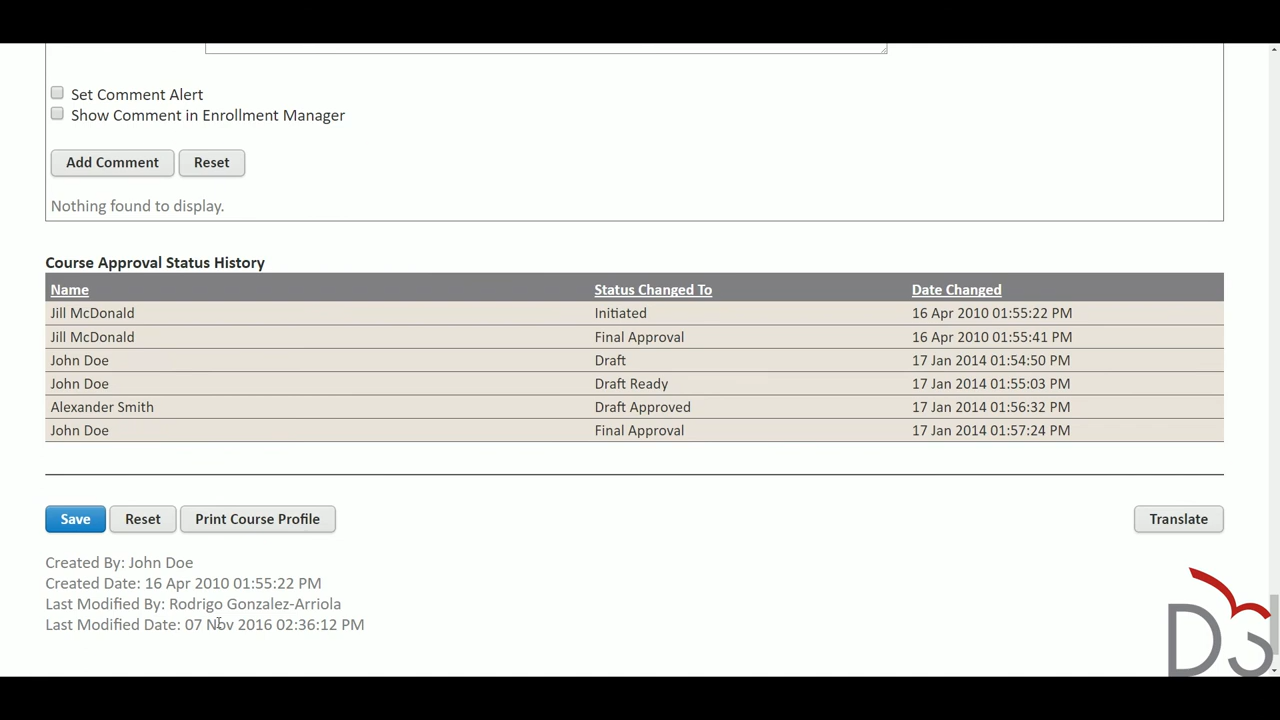 Set Comment Alert
Show Comment in Enrollment Manager
Add Comment Reset
Nothing found to display.
Course Approval Status History
Name Status Changed To Date Changed
Jill McDonald Initiated 16 Apr 2010 01:55:22 PM
Jill McDonald Final Approval 16 Apr 2010 01:55:41 PM
John Doe Draft 17 Jan 2014 01:54:50 PM
John Doe Draft Ready 17 Jan 2014 01:55:03 PM
Alexander Smith Draft Approved 17 Jan 2014 01:56:32 PM
John Doe Final Approval 17 Jan 2014 01:57:24 PM
Save Reset Print Course Profile Translate
Created By: John Doe
Created Date: 16 Apr 2010 01:55:22 PM
Last Modified By: Rodrigo Gonzalez-Arriola
Last Modified Date: 07 Nov 2016 02:36:12 PM
D3